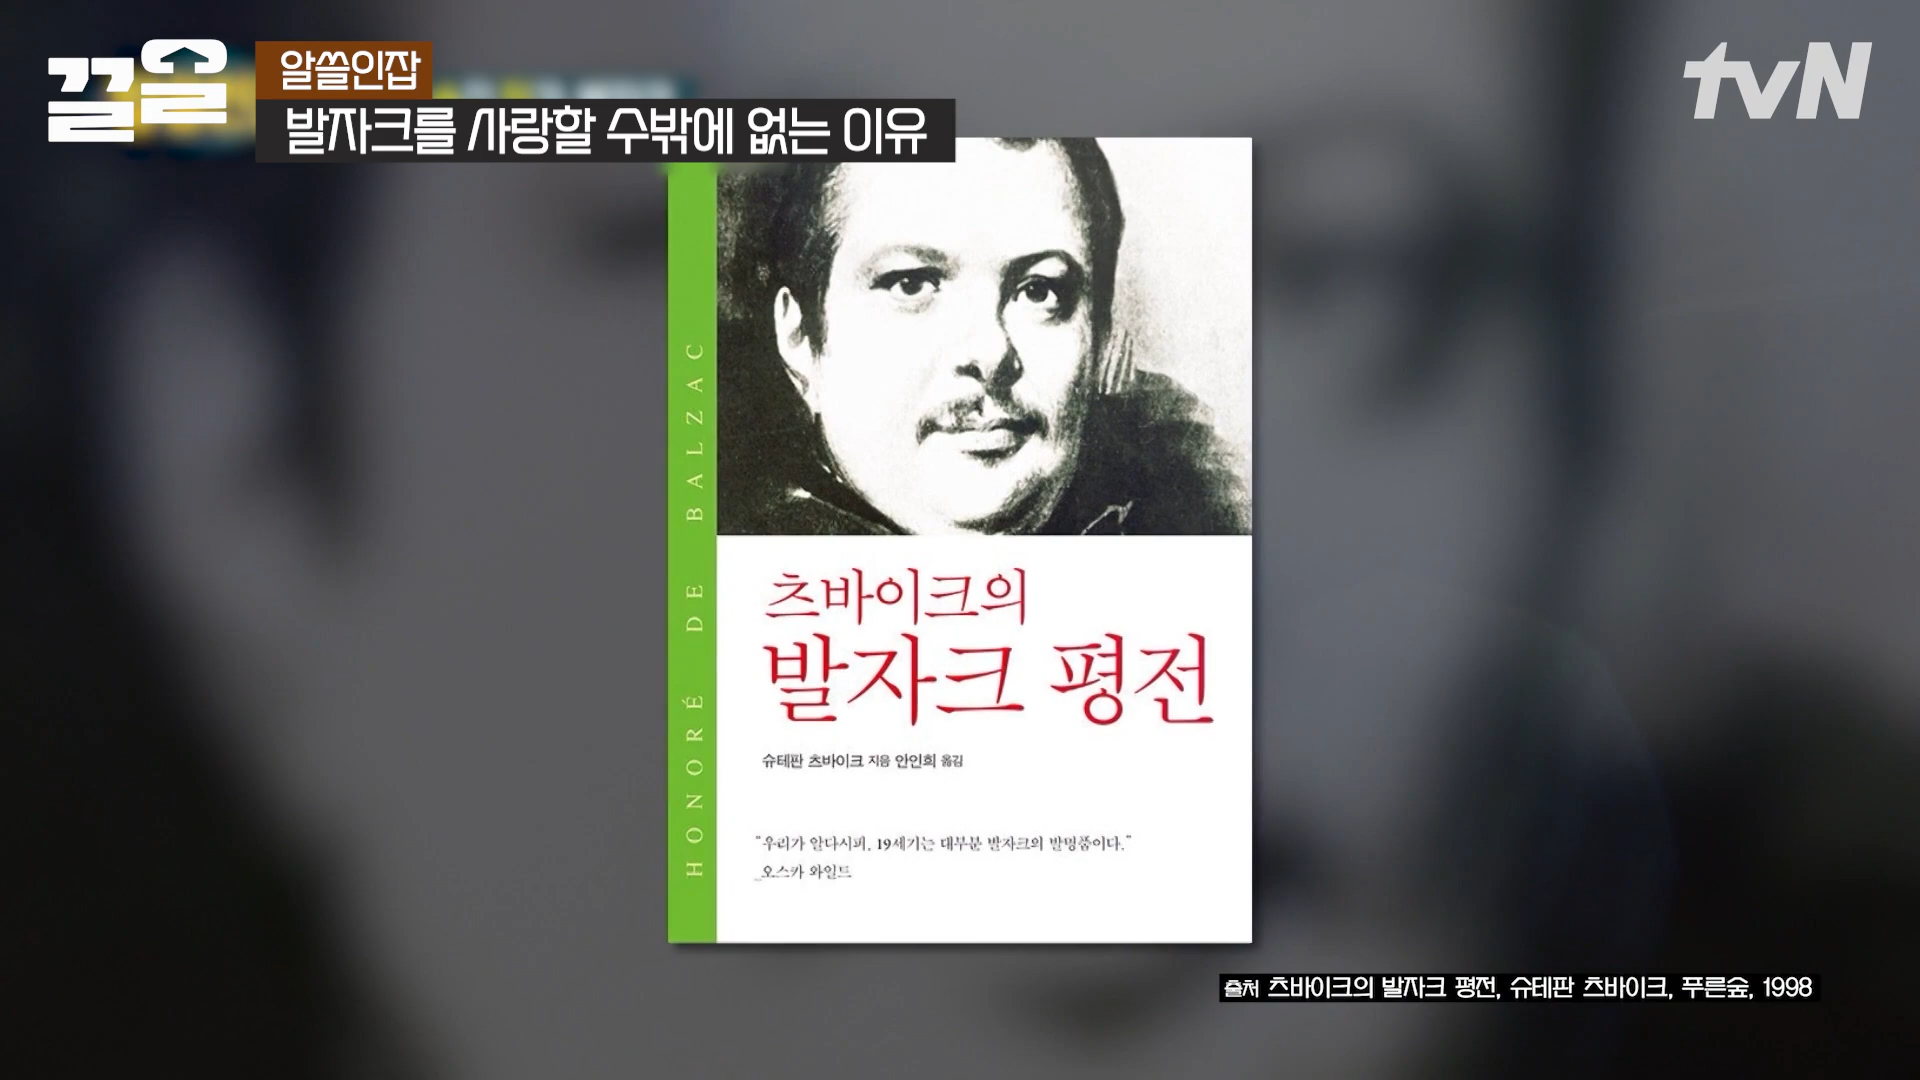 끌올
알쓸인잡
발자크를 사랑할 수밖에 없는 이유
tvN
HONORÉ DE BALZAC
츠바이크의
발자크 평전
슈테판 츠바이크 지음 안인희 옮김
"우리가 알다시피, 19세기는 대부분 발자크의 발명품이다."
_오스카 와일드
출처 츠바이크의 발자크 평전, 슈테판 츠바이크, 푸른숲, 1998